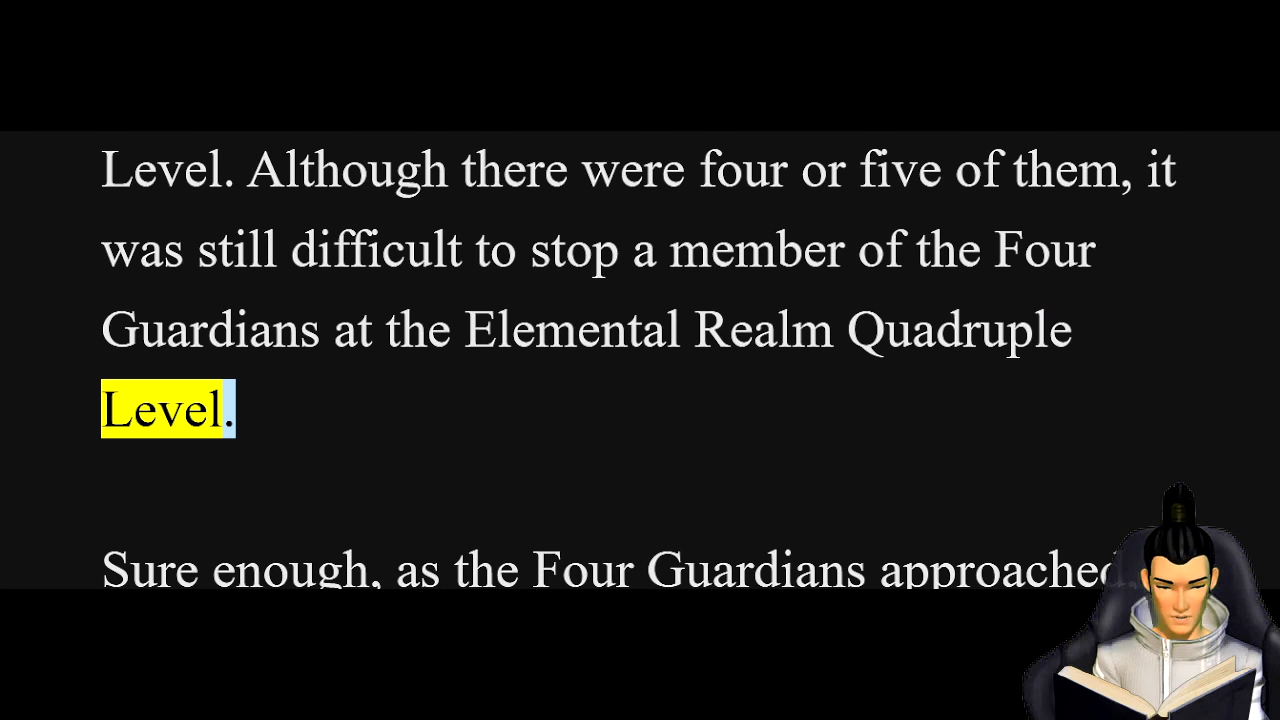 Level. Although there were four or five of them, it
was still difficult to stop a member of the Four
Guardians at the Elemental Realm Quadruple
Level.
Sure enough, as the Four Guardians approached,